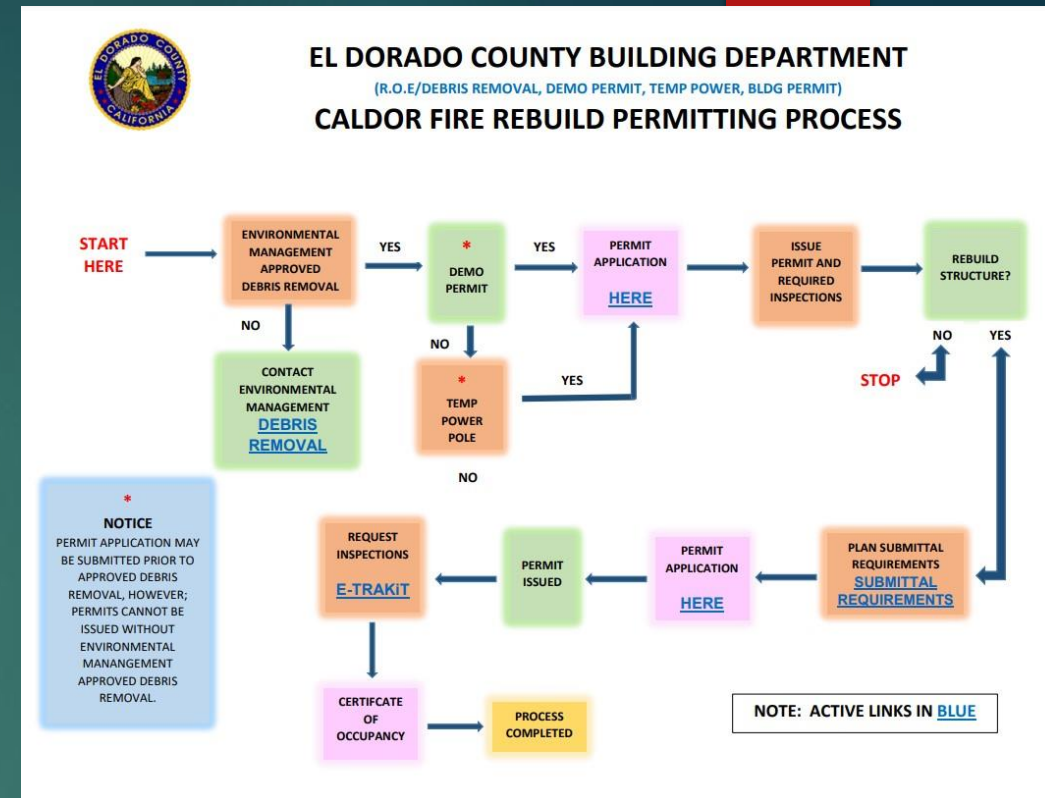 EL DORADO COUNTY
CALIFORNIA
EL DORADO COUNTY BUILDING DEPARTMENT
(R.O.E/DEBRIS REMOVAL, DEMO PERMIT, TEMP POWER, BLDG PERMIT)
CALDOR FIRE REBUILD PERMITTING PROCESS
START
HERE
ENVIRONMENTAL
MANAGEMENT
APPROVED
DEBRIS REMOVAL
YES
*
DEMO
PERMIT
YES
PERMIT
APPLICATION
HERE
ISSUE
PERMIT AND
REQUIRED
INSPECTIONS
REBUILD
STRUCTURE?
NO
NO
NO
YES
CONTACT
ENVIRONMENTAL
MANAGEMENT
DEBRIS
REMOVAL
*
TEMP
POWER
POLE
YES
STOP
NO
*
NOTICE
PERMIT APPLICATION MAY
BE SUBMITTED PRIOR TO
APPROVED DEBRIS
REMOVAL, HOWEVER;
PERMITS CANNOT BE
ISSUED WITHOUT
ENVIRONMENTAL
MANANGEMENT
APPROVED DEBRIS
REMOVAL.
REQUEST
INSPECTIONS
E-TRAKiT
PERMIT
ISSUED
PERMIT
APPLICATION
HERE
PLAN SUBMITTAL
REQUIREMENTS
SUBMITTAL
REQUIREMENTS
CERTIFCATE
OF
OCCUPANCY
PROCESS
COMPLETED
NOTE: ACTIVE LINKS IN BLUE